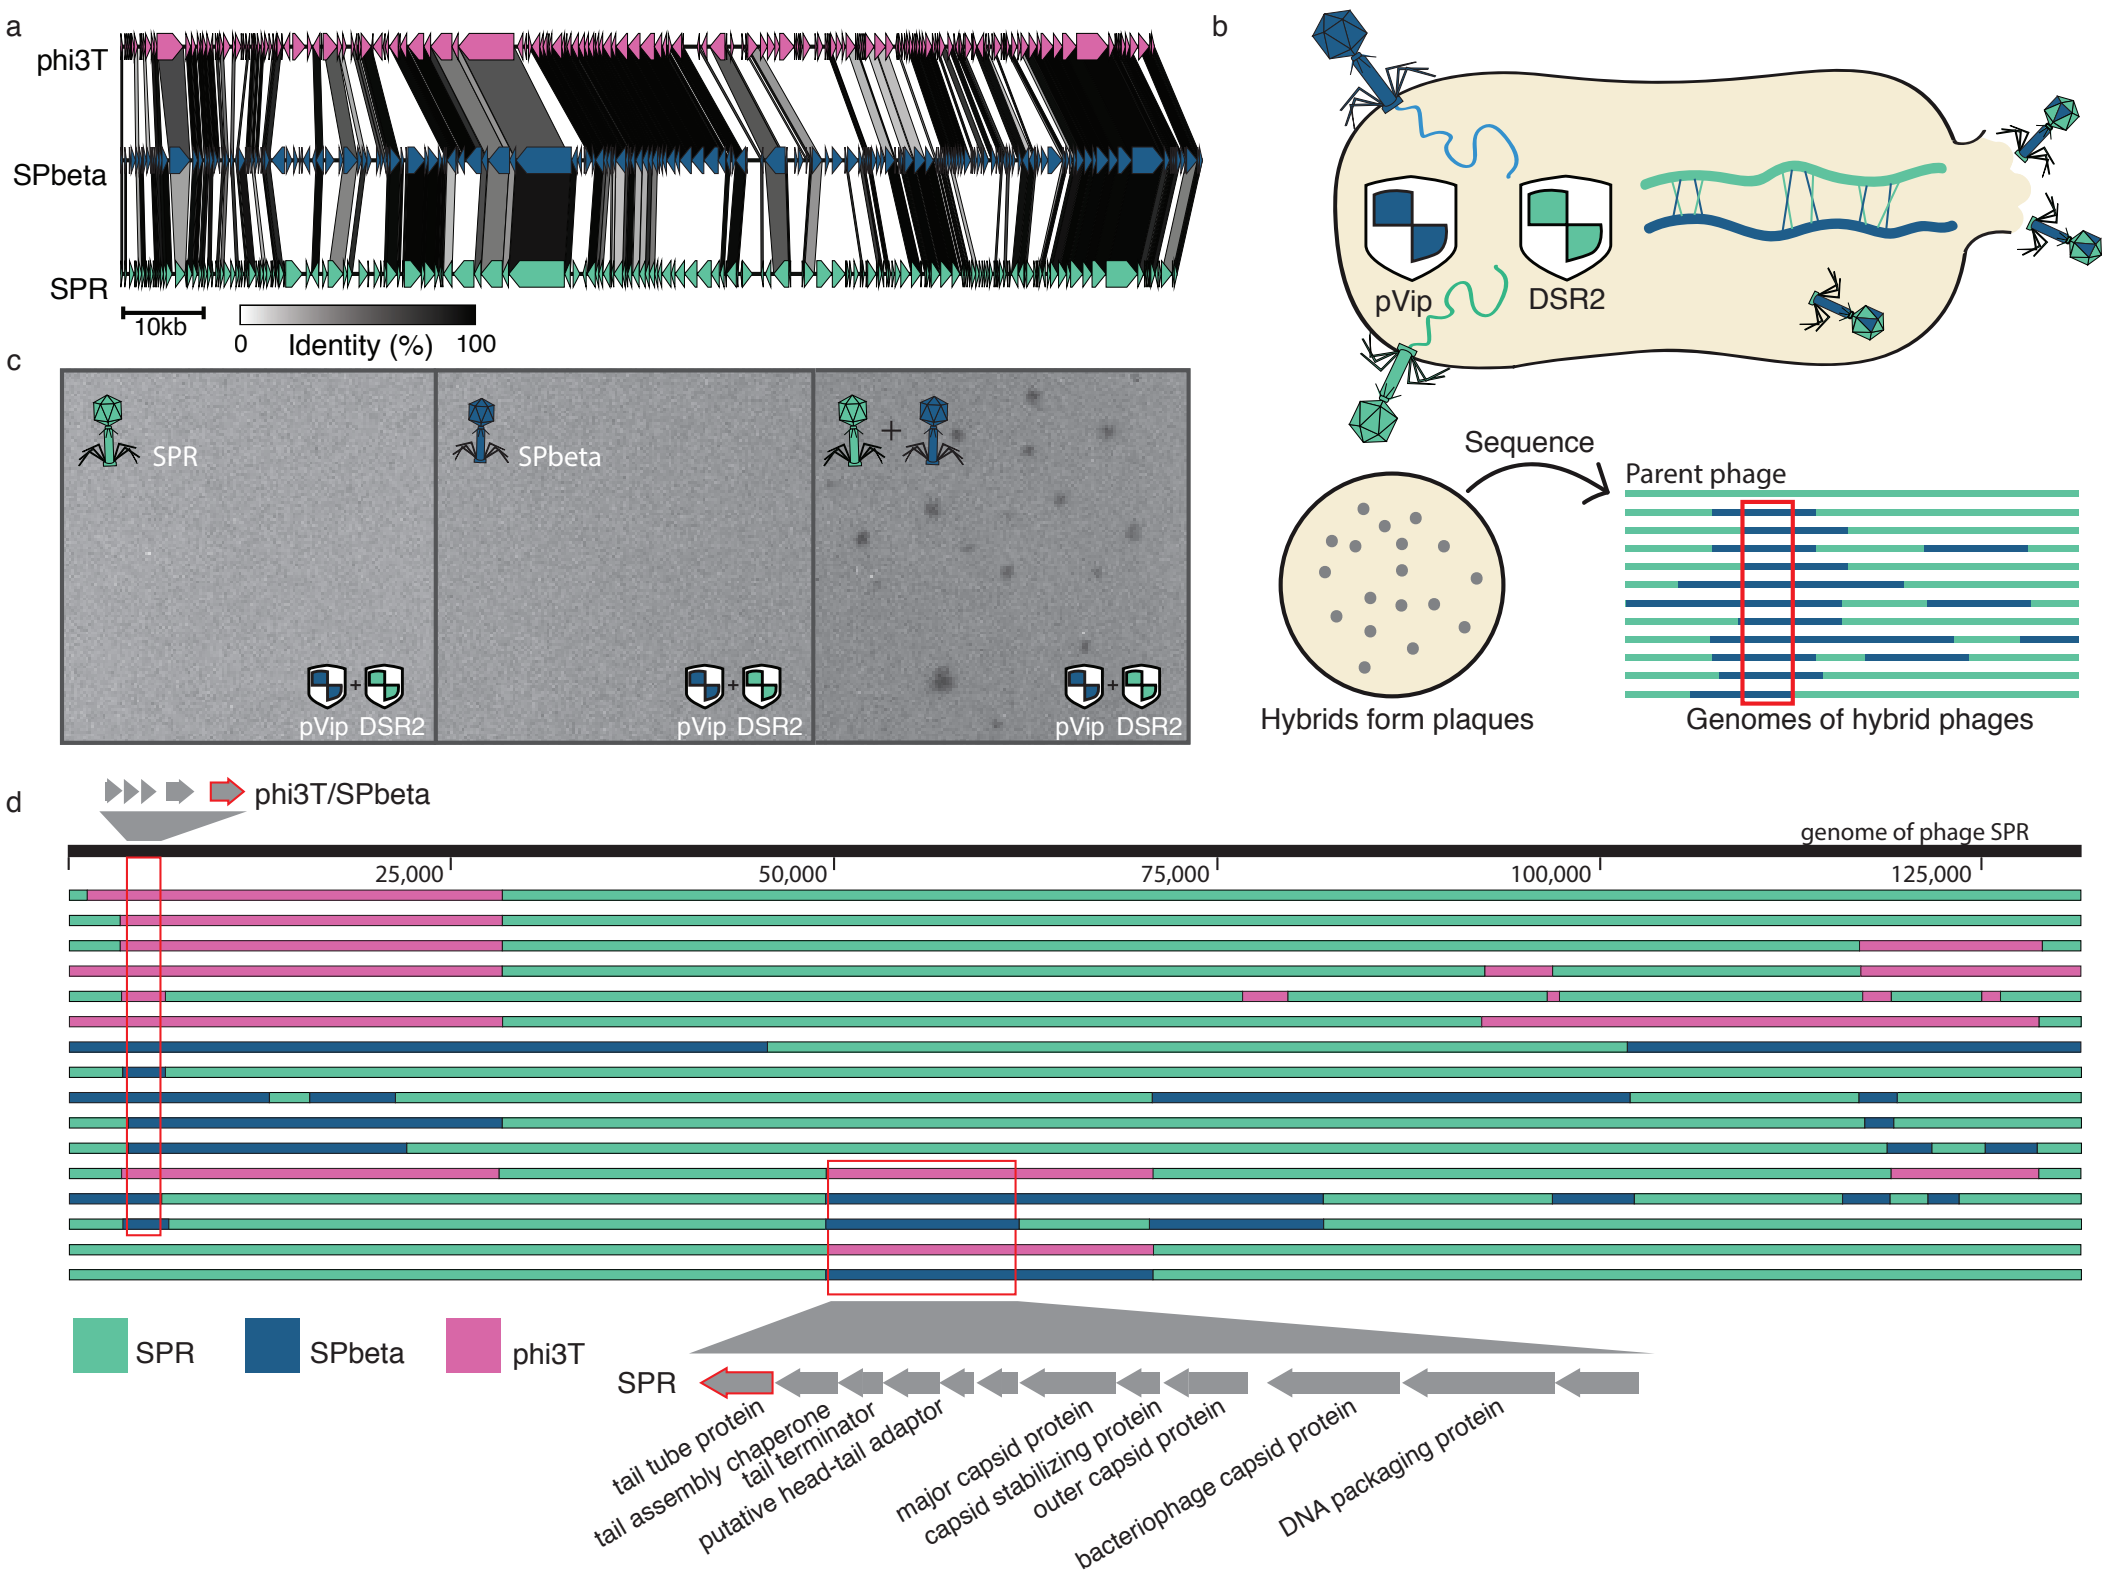 a
phi3T
SPbeta
SPR
10kb
0 Identity (%) 100
b
pVip
DSR2
Sequence
Parent phage
Hybrids form plaques
Genomes of hybrid phages
c
SPR
SPbeta
+
+
pVip DSR2
+
pVip DSR2
+
pVip DSR2
d
phi3T/SPbeta
genome of phage SPR
25,000
50,000
75,000
100,000
125,000
SPR
SPbeta
phi3T
SPR
tail tube protein
tail assembly chaperone
tail terminator
putative head-tail adaptor
major capsid protein
capsid stabilizing protein
outer capsid protein
bacteriophage capsid protein
DNA packaging protein